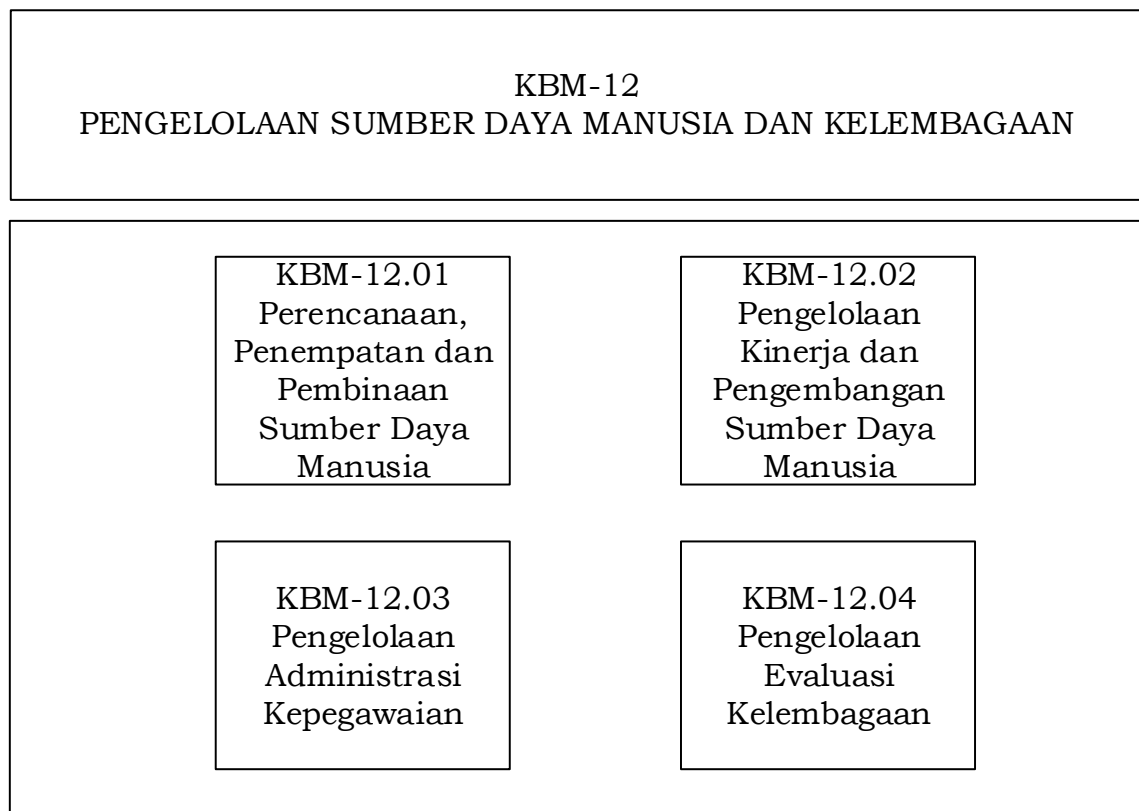 KBM-12
PENGELOLAAN SUMBER DAYA MANUSIA DAN KELEMBAGAAN
KBM-12.01
Perencanaan,
Penempatan dan
Pembinaan
Sumber Daya
Manusia
KBM-12.02
Pengelolaan
Kinerja dan
Pengembangan
Sumber Daya
Manusia
KBM-12.03
Pengelolaan
Administrasi
Kepegawaian
KBM-12.04
Pengelolaan
Evaluasi
Kelembagaan